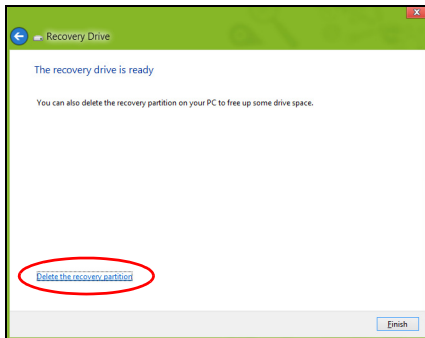 Recovery Drive
The recovery drive is ready
You can also delete the recovery partition on your PC to free up some drive space.
Delete the recovery partition
Finish